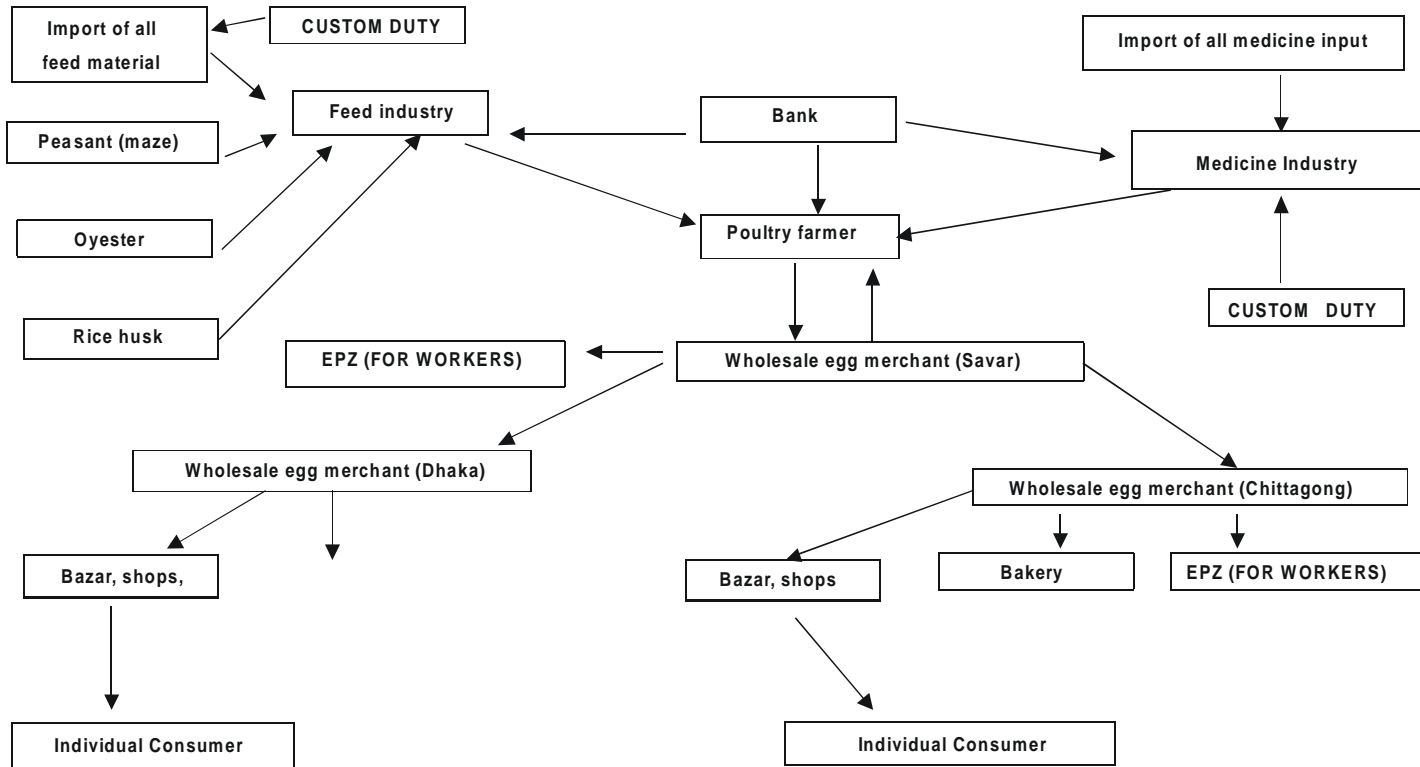 Import of all
feed material
CUSTOM DUTY
Import of all medicine input
Feed industry
Bank
Peasant (maze)
Medicine Industry
Oyester
Poultry farmer
CUSTOM DUTY
Rice husk
EPZ (FOR WORKERS)
Wholesale egg merchant (Savar)
Wholesale egg merchant (Dhaka)
Wholesale egg merchant (Chittagong)
Bazar, shops,
Bazar, shops
Bakery
EPZ (FOR WORKERS)
Individual Consumer
Individual Consumer